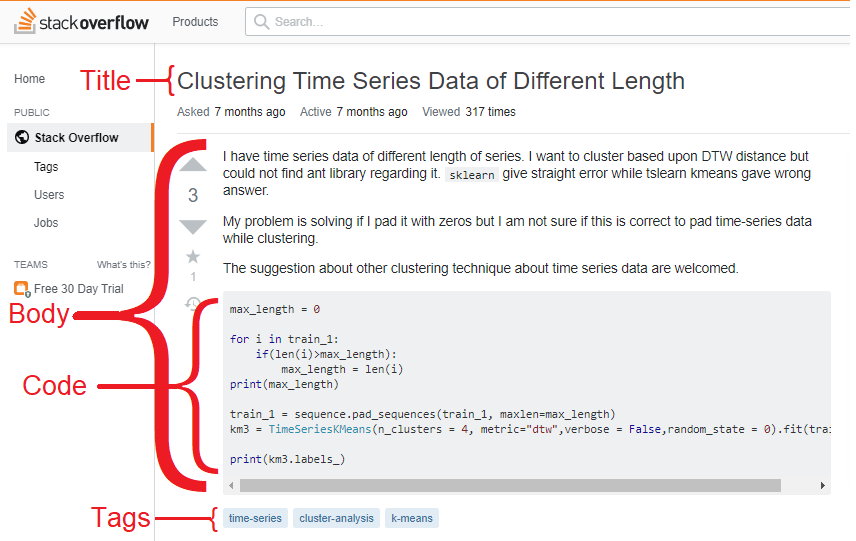 stackoverflow
Products
Search...
Home
Title
Clustering Time Series Data of Different Length
PUBLIC
Asked 7 months ago Active 7 months ago Viewed 317 times
Stack Overflow
Tags
Users
Jobs
3
I have time series data of different length of series. I want to cluster based upon DTW distance but
could not find ant library regarding it. sklearn give straight error while tslearn kmeans gave wrong
answer.
My problem is solving if I pad it with zeros but I am not sure if this is correct to pad time-series data
while clustering.
1
The suggestion about other clustering technique about time series data are welcomed.
TEAMS What's this?
Free 30 Day Trial
Body
Code
max_length = 0
for i in train_1:
if(len(i)>max_length):
max_length = len(i)
print(max_length)
train_1 = sequence.pad_sequences(train_1, maxlen=max_length)
km3 = TimeSeriesKMeans(n_clusters = 4, metric="dtw",verbose = False,random_state = 0).fit(trai
print(km3.labels_)
Tags
time-series cluster-analysis k-means